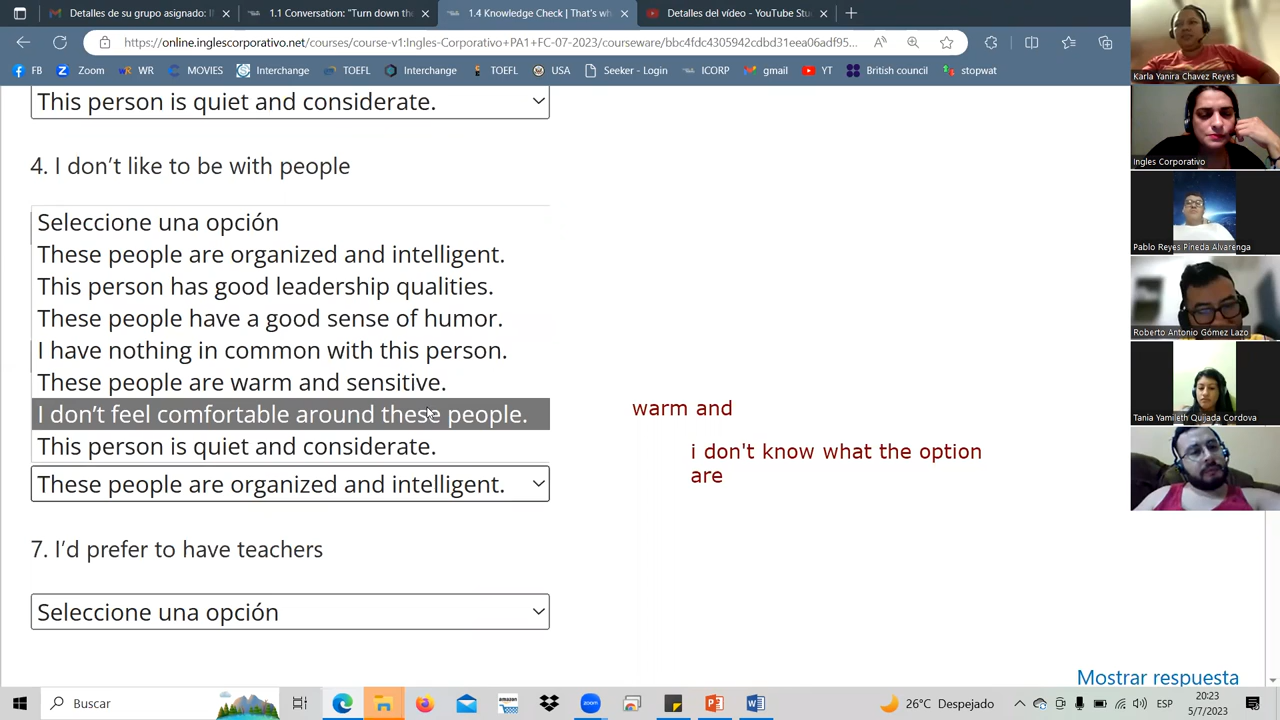 Detalles de su grupo asignado: I
1.1 Conversation: "Turn down the
1.4 Knowledge Check | That's wh
Detalles del vídeo - YouTube Stu
https://online.inglescorporativo.net/courses/course-v1:Ingles-Corporativo+PA1+FC-07-2023/courseware/bbc4fdc4305942cdbd31eea06adf95...
FB
Zoom
WR
MOVIES
Interchange
TOEFL
Interchange
TOEFL
USA
Seeker - Login
ICORP
gmail
YT
British council
stopwat
Karla Yanira Chavez Reyes
Ingles Corporativo
Pablo Reyes Pineda Alvarenga
Roberto Antonio Gómez Lazo
Tania Yamileth Quijada Cordova
This person is quiet and considerate.
4. I don't like to be with people
Seleccione una opción
These people are organized and intelligent.
This person has good leadership qualities.
These people have a good sense of humor.
I have nothing in common with this person.
These people are warm and sensitive.
I don't feel comfortable around these people.
This person is quiet and considerate.
These people are organized and intelligent.
warm and
i don't know what the option
are
7. I'd prefer to have teachers
Seleccione una opción
Mostrar respuesta
Buscar
26°C Despejado
ESP
20:23
5/7/2023